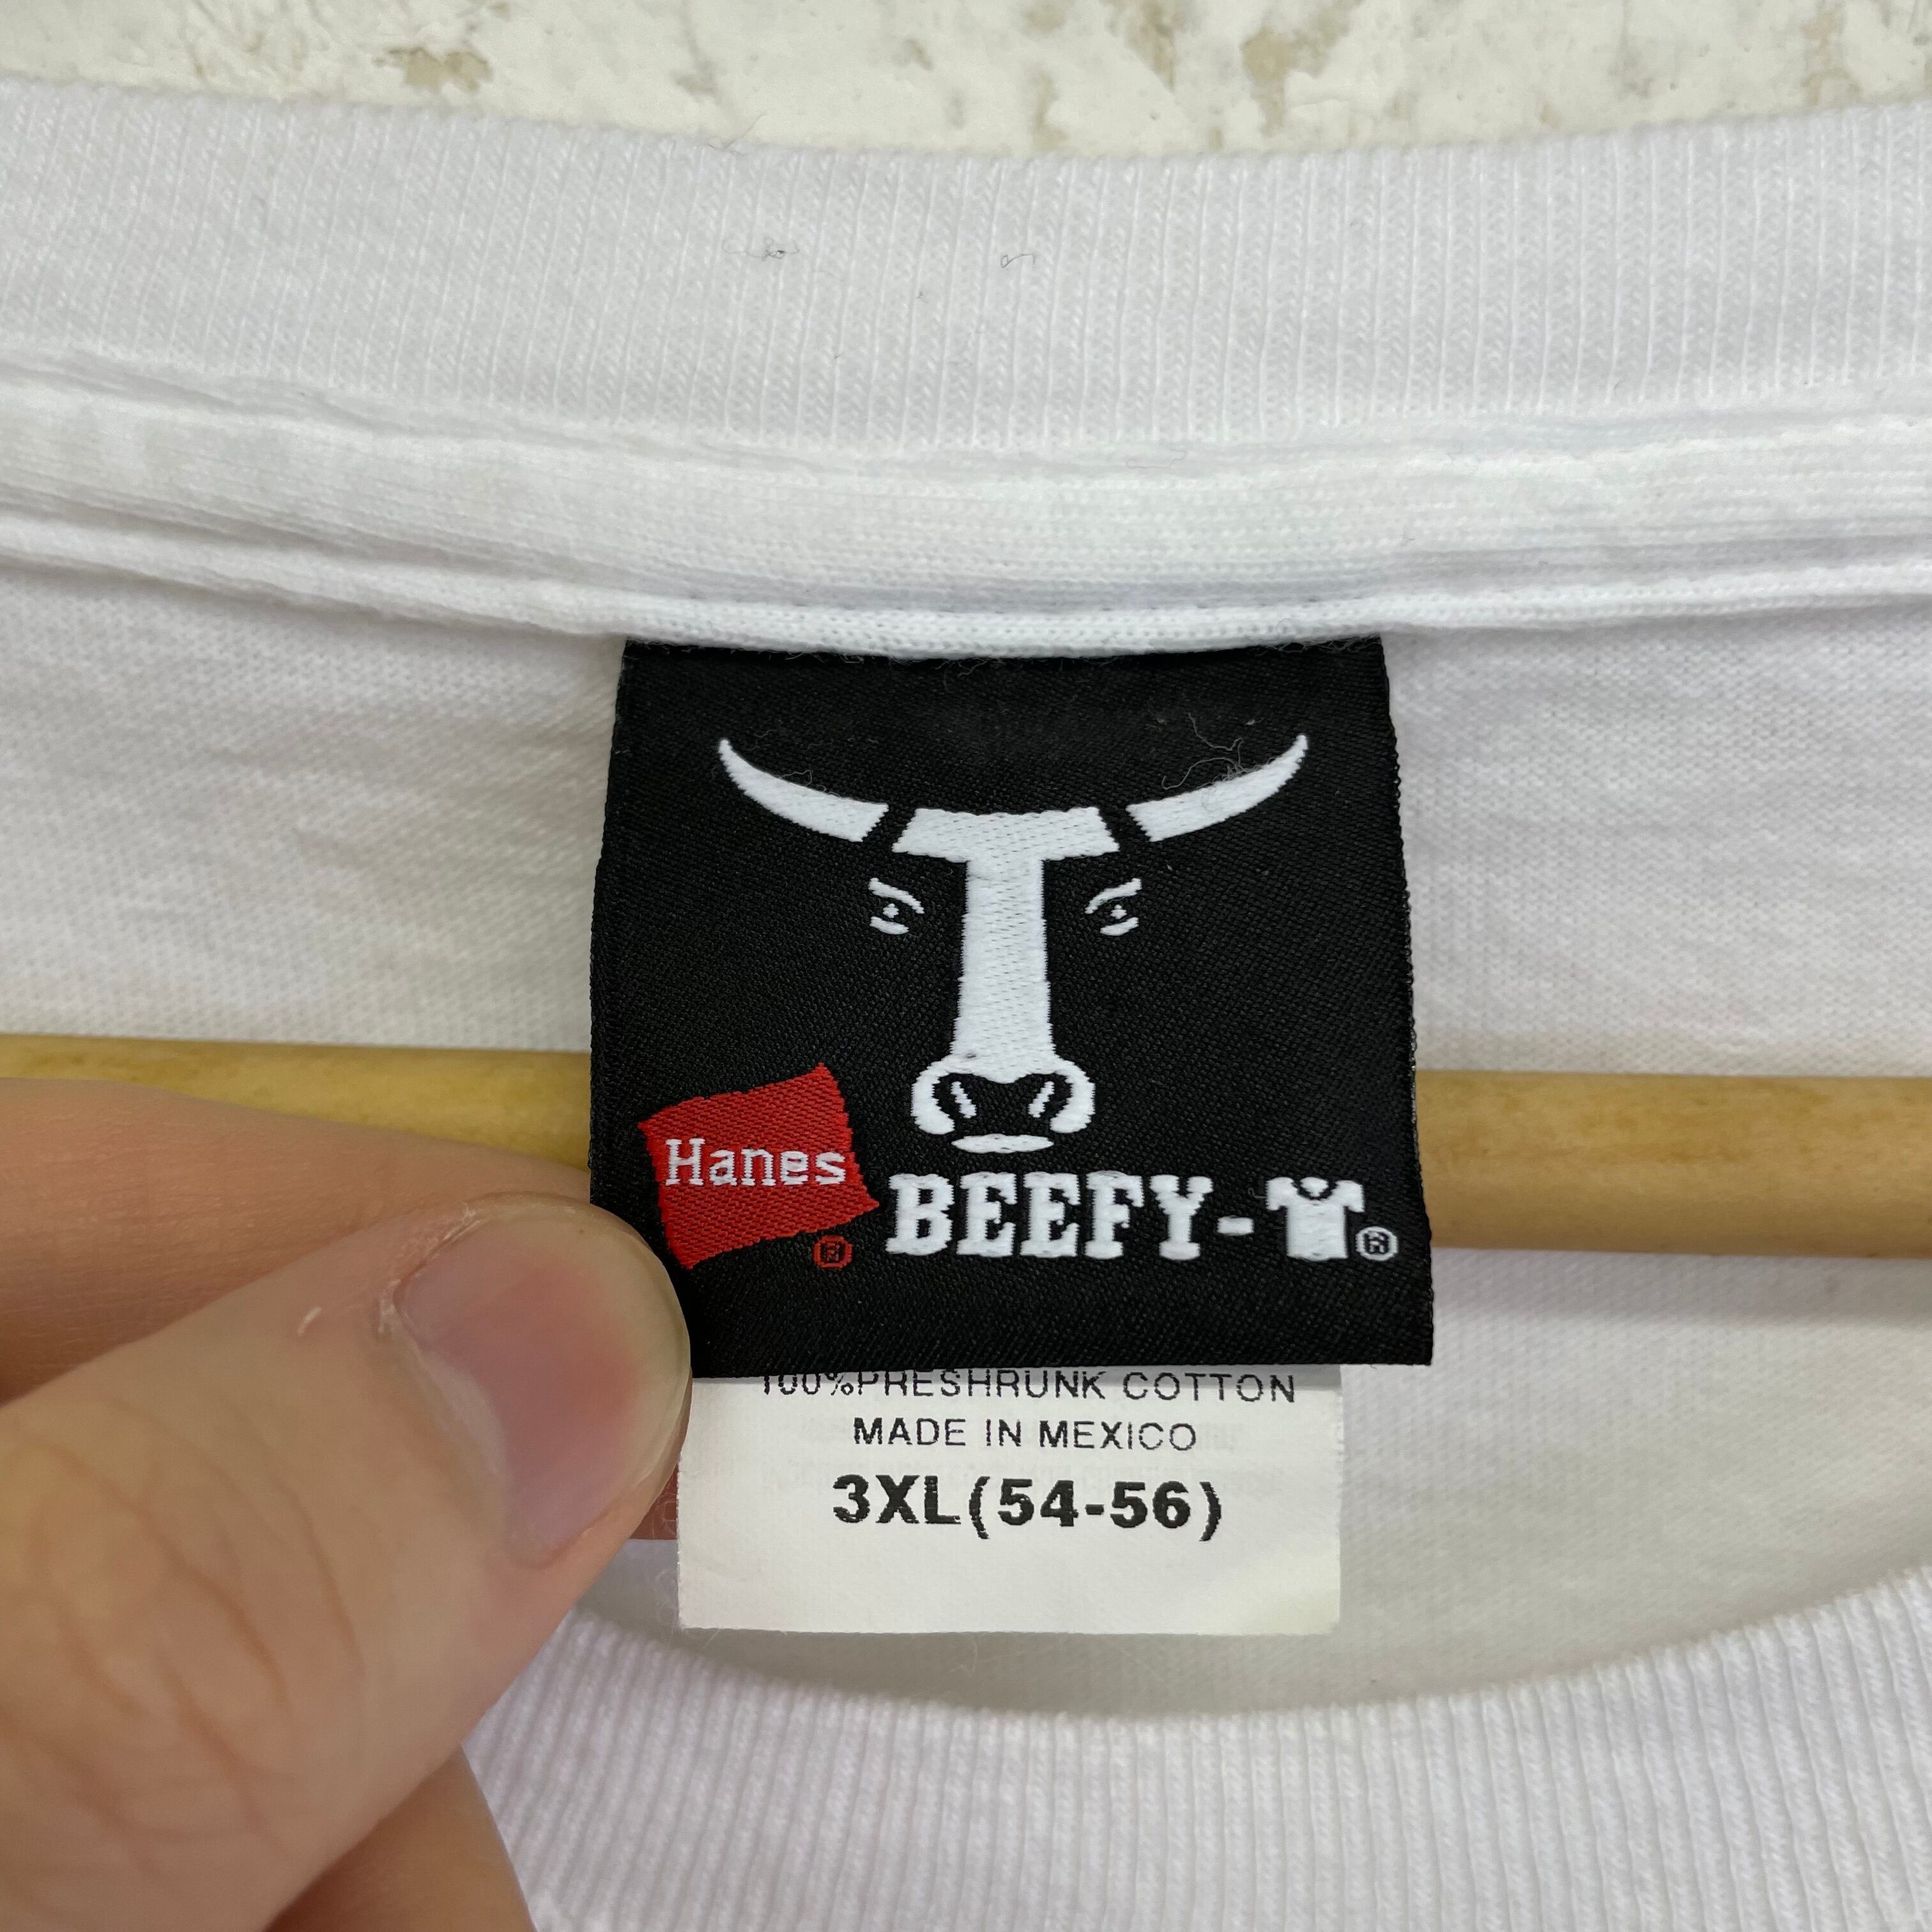 Hanes
®
BEEFY-T®
100%PRESHRUNK COTTON
MADE IN MEXICO
3XL(54-56)